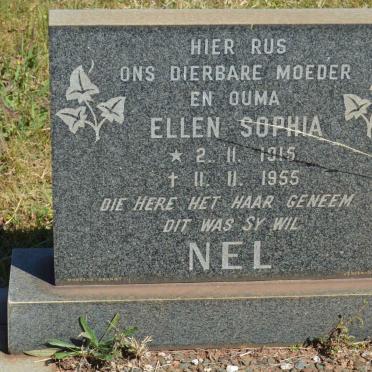 HIER RUS
ONS DIERBARE MOEDER
EN OUMA
ELLEN SOPHIA
★ 2. 11. 1915
† 11. 11. 1955
DIE HERE HET HAAR GENEEM
DIT WAS SY WIL
NEL